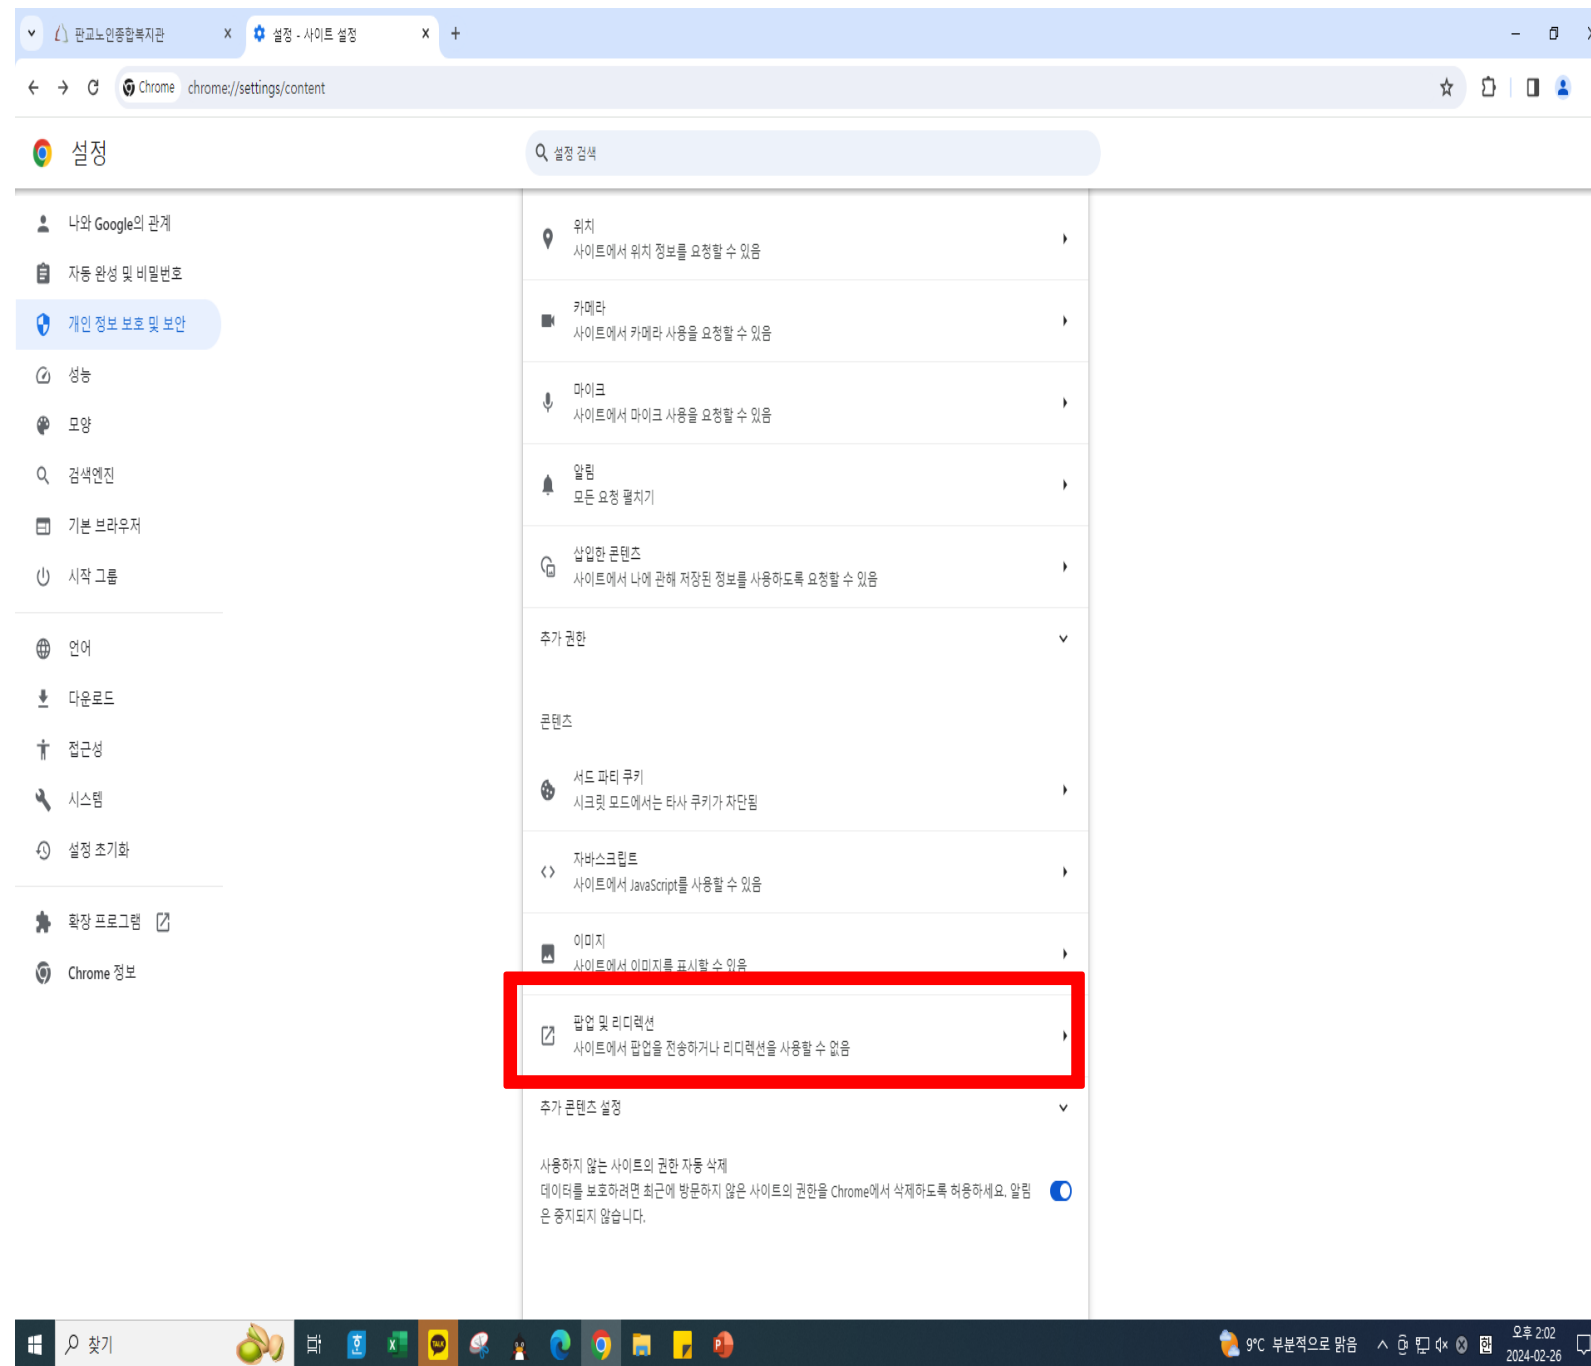 판교노인종합복지관
설정 - 사이트 설정
Chrome chrome://settings/content
설정
설정 검색
나와 Google의 관계
자동 완성 및 비밀번호
개인 정보 보호 및 보안
성능
모양
검색엔진
기본 브라우저
시작 그룹
언어
다운로드
접근성
시스템
설정 초기화
확장 프로그램
Chrome 정보
위치
사이트에서 위치 정보를 요청할 수 있음
카메라
사이트에서 카메라 사용을 요청할 수 있음
마이크
사이트에서 마이크 사용을 요청할 수 있음
알림
모든 요청 펼치기
삽입한 콘텐츠
사이트에서 나에 관해 저장된 정보를 사용하도록 요청할 수 있음
추가 권한
콘텐츠
서드 파티 쿠키
시크릿 모드에서는 타사 쿠키가 차단됨
자바스크립트
사이트에서 JavaScript를 사용할 수 있음
이미지
사이트에서 이미지를 표시할 수 있음
팝업 및 리디렉션
사이트에서 팝업을 전송하거나 리디렉션을 사용할 수 없음
추가 콘텐츠 설정
사용하지 않는 사이트의 권한 자동 삭제
데이터를 보호하려면 최근에 방문하지 않은 사이트의 권한을 Chrome에서 삭제하도록 허용하세요. 알림
은 중지되지 않습니다.
찾기
TALK
9°C 부분적으로 맑음
한
오후 2:02
2024-02-26